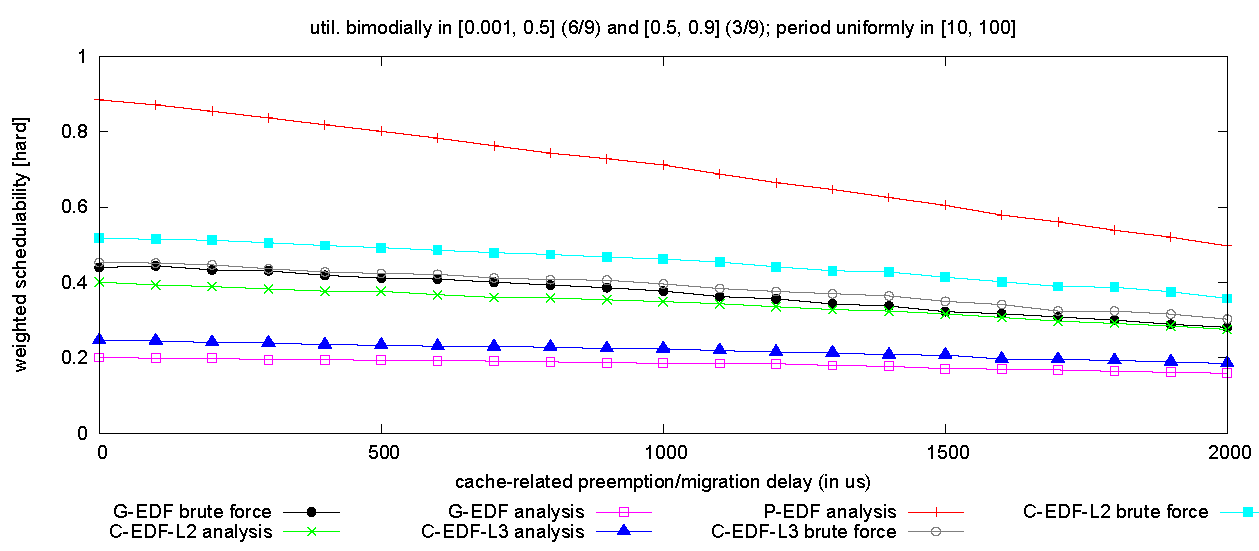 util. bimodially in [0.001, 0.5] (6/9) and [0.5, 0.9] (3/9); period uniformly in [10, 100]
weighted schedulability [hard]
1
0.8
0.6
0.4
0.2
0
0 500 1000 1500 2000
cache-related preemption/migration delay (in us)
G-EDF brute force G-EDF analysis P-EDF analysis C-EDF-L2 brute force
C-EDF-L2 analysis C-EDF-L3 analysis C-EDF-L3 brute force